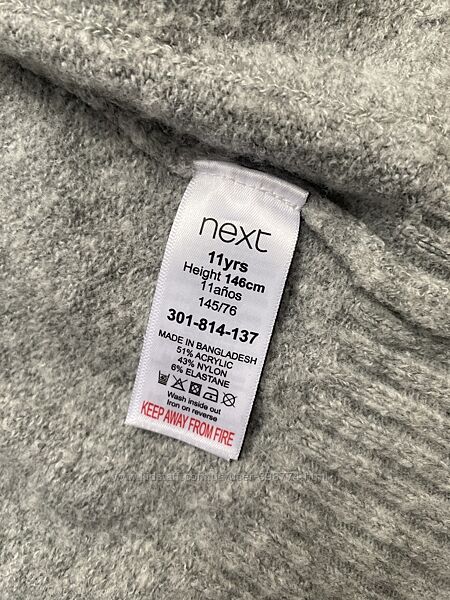 next
11yrs
Height 146cm
11años
145/76
301-814-137
MADE IN BANGLADESH
51% ACRYLIC
43% NYLON
6% ELASTANE
Wash inside out
Iron on reverse
KEEP AWAY FROM FIRE